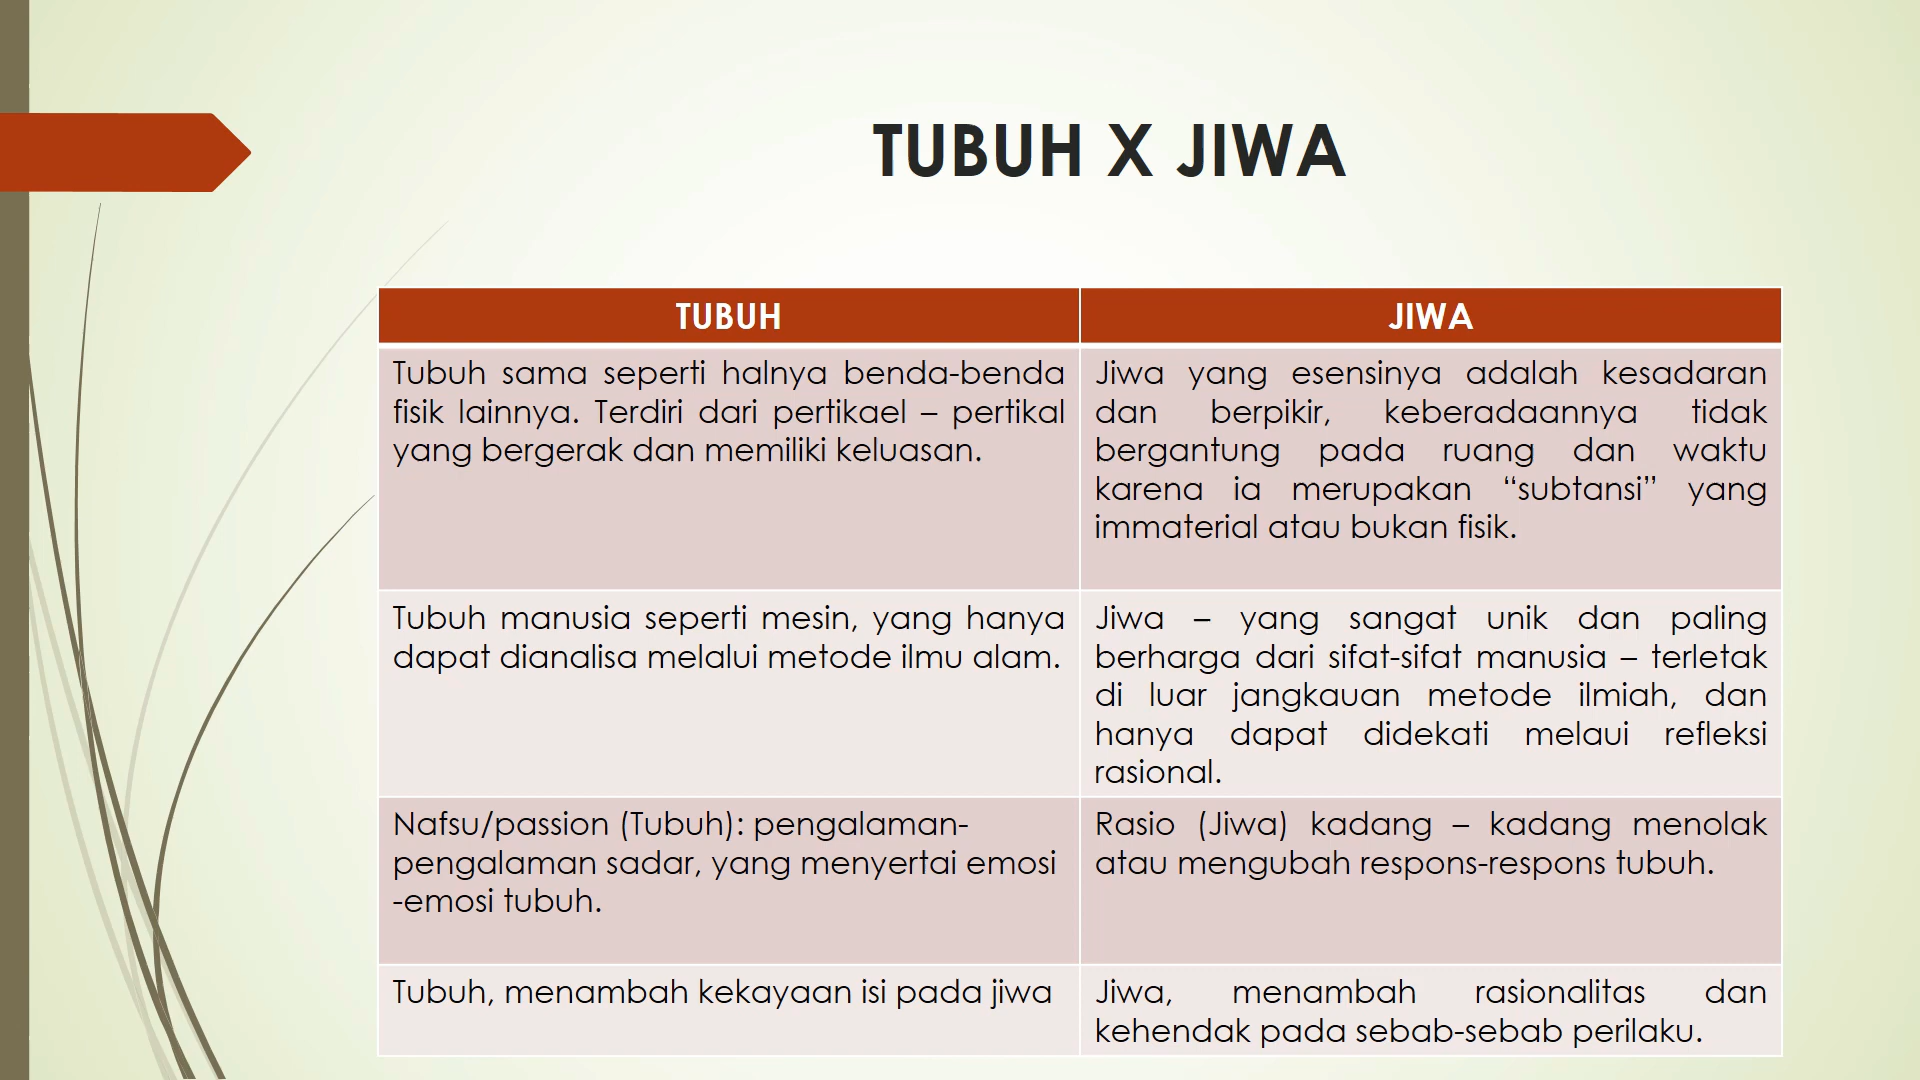 TUBUH X JIWA
TUBUH
JIWA
Tubuh sama seperti halnya benda-benda
fisik lainnya. Terdiri dari pertikael – pertikal
yang bergerak dan memiliki keluasan.
Jiwa yang esensinya adalah kesadaran
dan berpikir, keberadaannya tidak
bergantung pada ruang dan waktu
karena ia merupakan “subtansi” yang
immaterial atau bukan fisik.
Tubuh manusia seperti mesin, yang hanya
dapat dianalisa melalui metode ilmu alam.
Jiwa – yang sangat unik dan paling
berharga dari sifat-sifat manusia – terletak
di luar jangkauan metode ilmiah, dan
hanya dapat didekati melaui refleksi
rasional.
Nafsu/passion (Tubuh): pengalaman-
pengalaman sadar, yang menyertai emosi
-emosi tubuh.
Rasio (Jiwa) kadang – kadang menolak
atau mengubah respons-respons tubuh.
Tubuh, menambah kekayaan isi pada jiwa
Jiwa, menambah rasionalitas dan
kehendak pada sebab-sebab perilaku.